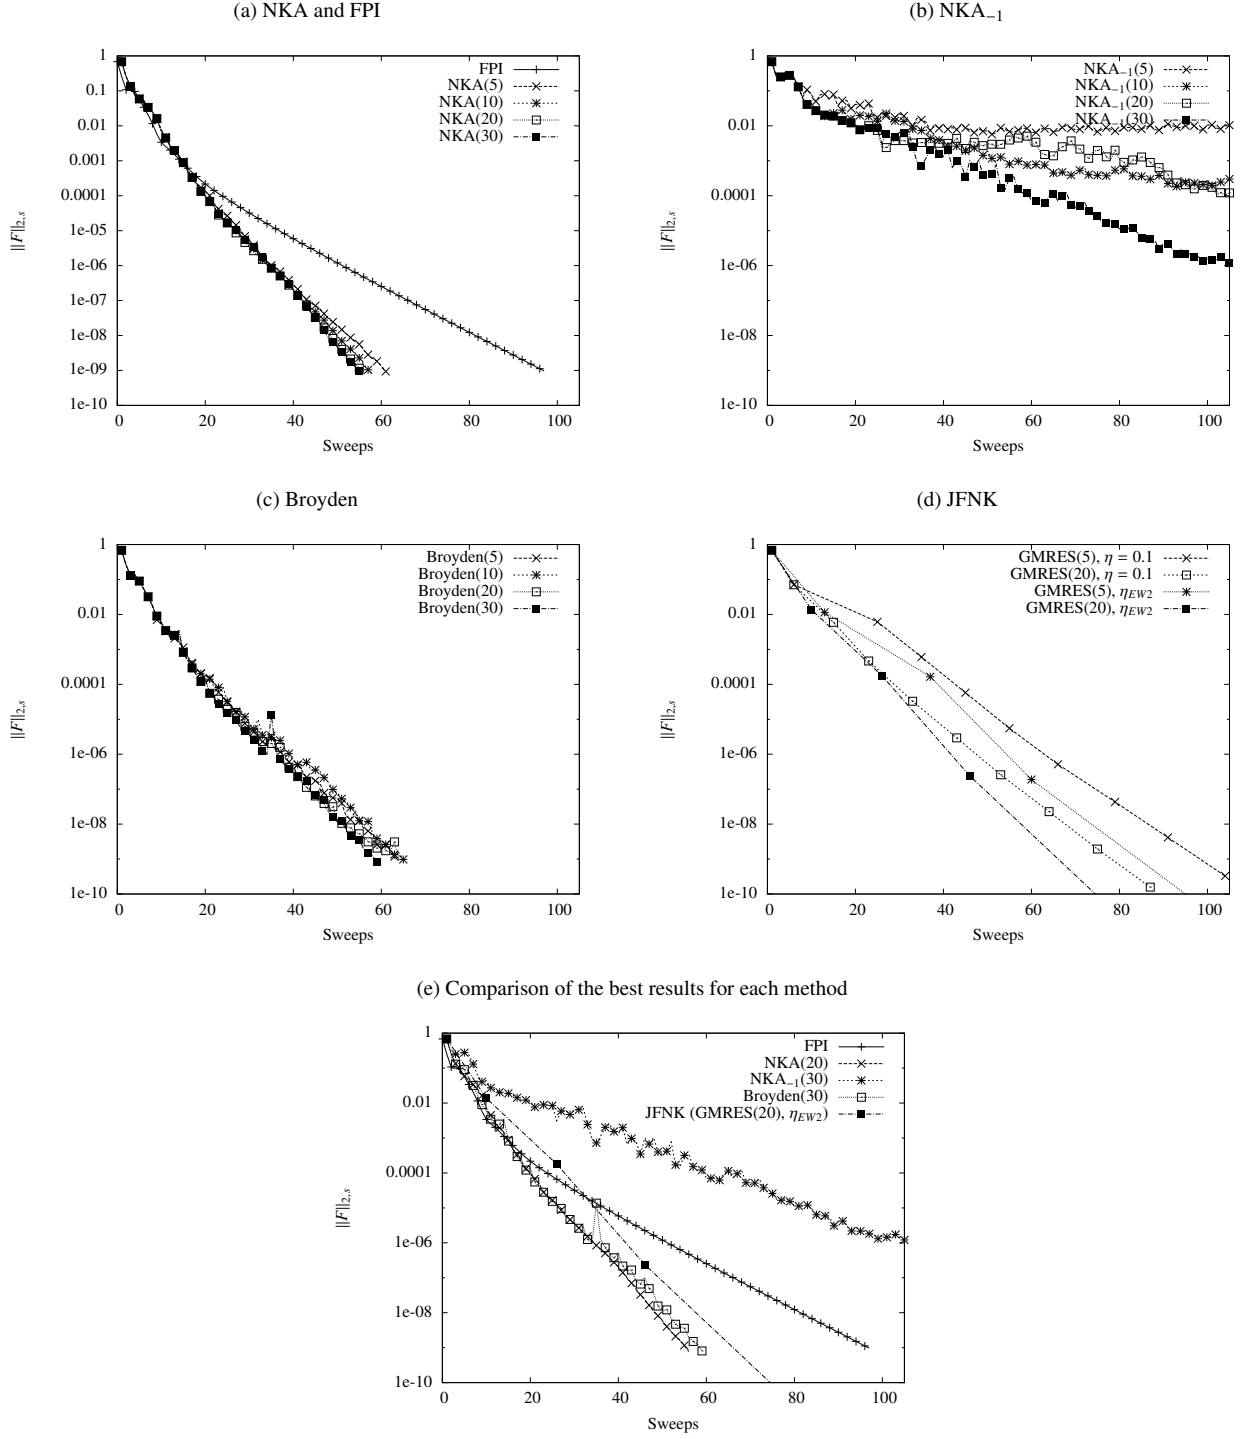 (a) NKA and FPI
1
0.1
0.01
0.001
0.0001
1e-05
1e-06
1e-07
1e-08
1e-09
1e-10
0 20 40 60 80 100
||F||2,s
Sweeps
FPI
NKA(5)
NKA(10)
NKA(20)
NKA(30)
(b) NKA−1
1
0.01
0.0001
1e-06
1e-08
1e-10
0 20 40 60 80 100
||F||2,s
Sweeps
NKA−1(5)
NKA−1(10)
NKA−1(20)
NKA−1(30)
(c) Broyden
1
0.01
0.0001
1e-06
1e-08
1e-10
0 20 40 60 80 100
||F||2,s
Sweeps
Broyden(5)
Broyden(10)
Broyden(20)
Broyden(30)
(d) JFNK
1
0.01
0.0001
1e-06
1e-08
1e-10
0 20 40 60 80 100
||F||2,s
Sweeps
GMRES(5), η = 0.1
GMRES(20), η = 0.1
GMRES(5), ηEW2
GMRES(20), ηEW2
(e) Comparison of the best results for each method
1
0.01
0.0001
1e-06
1e-08
1e-10
0 20 40 60 80 100
||F||2,s
Sweeps
FPI
NKA(20)
NKA−1(30)
Broyden(30)
JFNK (GMRES(20), ηEW2)